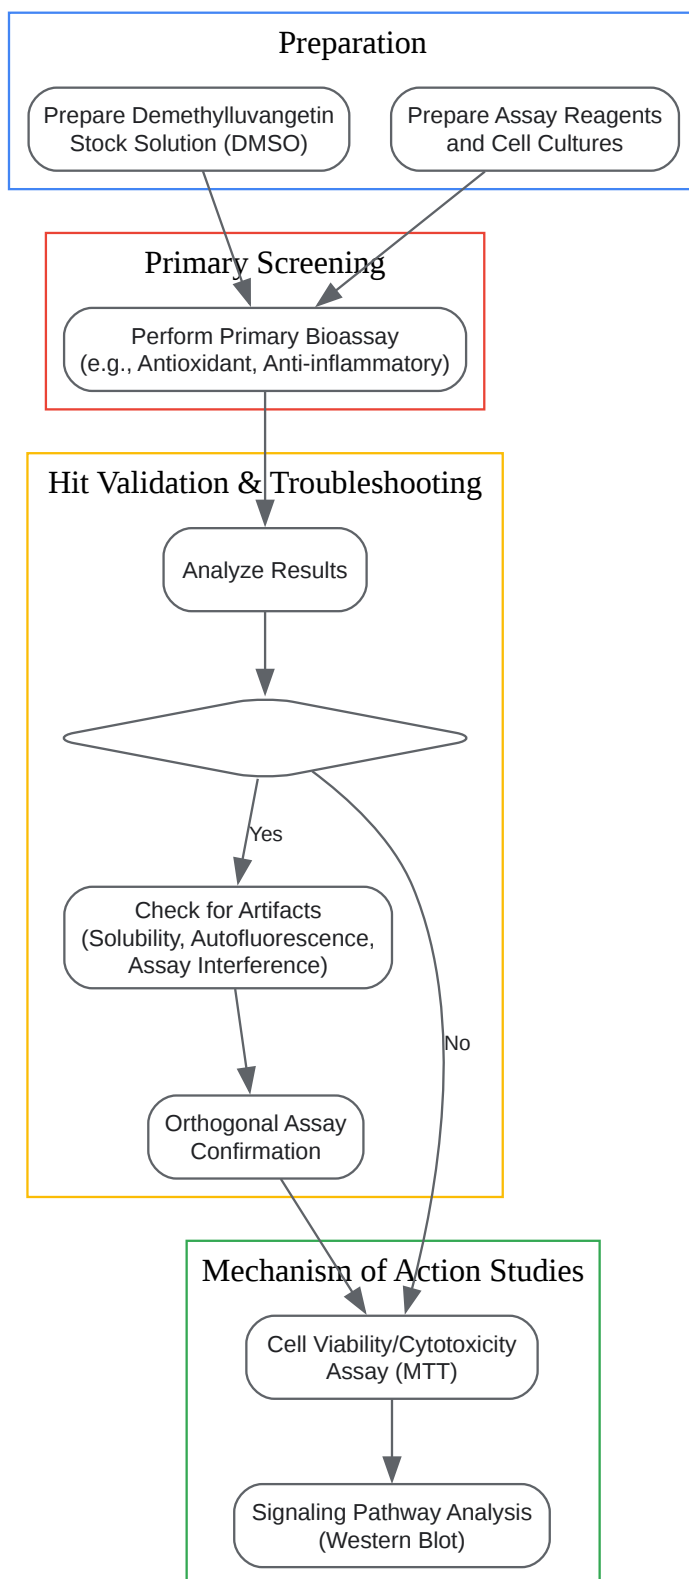 Preparation
Prepare Demethylluvangetin
Stock Solution (DMSO)
Prepare Assay Reagents
and Cell Cultures
Primary Screening
Perform Primary Bioassay
(e.g., Antioxidant, Anti-inflammatory)
Hit Validation & Troubleshooting
Analyze Results
Yes
Check for Artifacts
(Solubility, Autofluorescence,
Assay Interference)
No
Orthogonal Assay
Confirmation
Mechanism of Action Studies
Cell Viability/Cytotoxicity
Assay (MTT)
Signaling Pathway Analysis
(Western Blot)